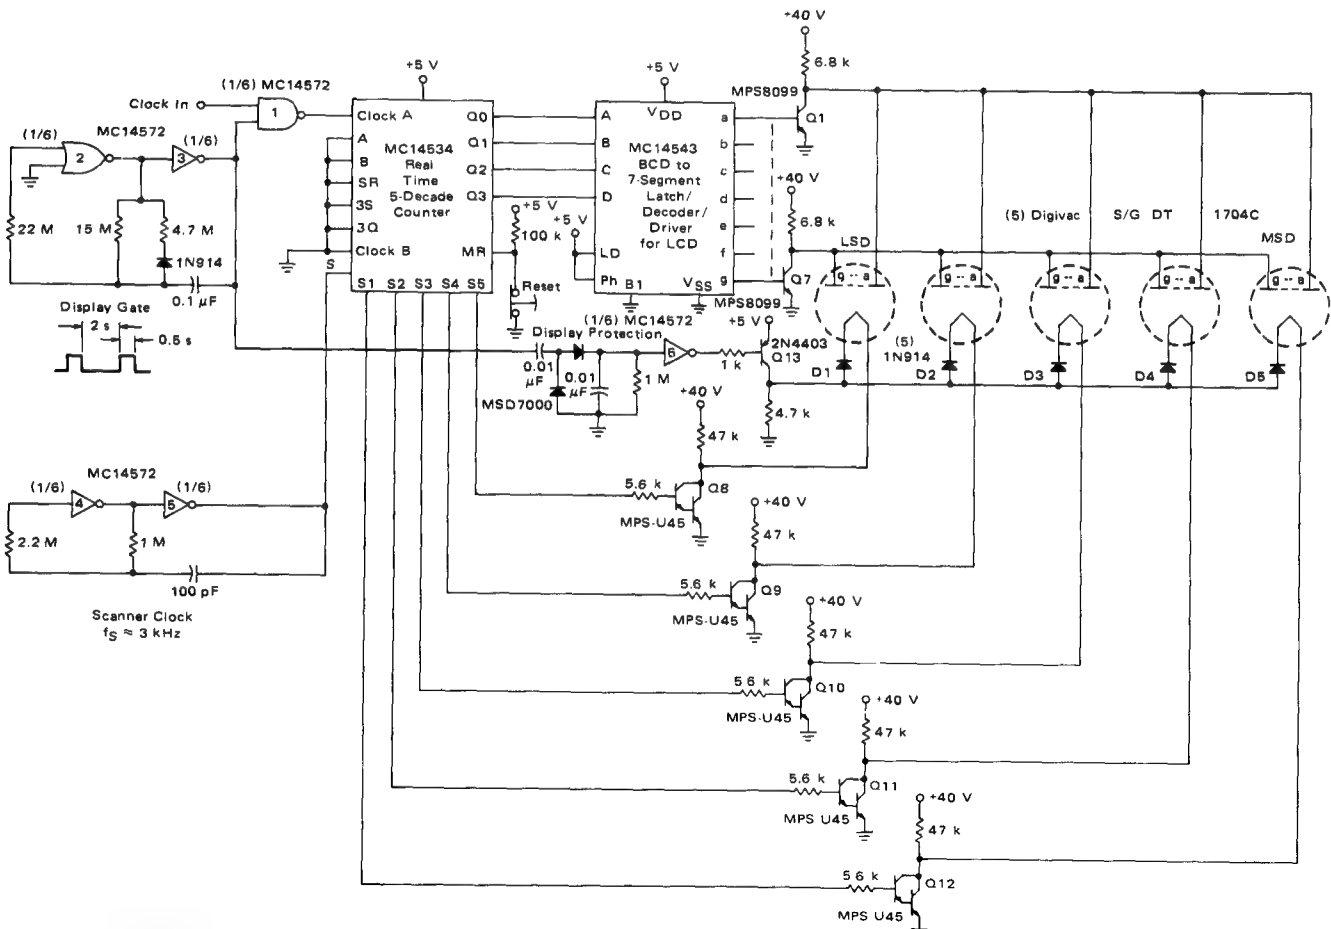 +40 V
6.8 k
+5 V
+5 V
(1/6) MC14572
MPS8099
Clock In
1
Clock A
Q0
A
VDD
a
Q1
(1/6)
MC14572
(1/6)
A
MC14534
Q1
B
MC14543
b
2
3
B
Real
Q2
C
BCD to
c
SR
Time
7-Segment
+40 V
3S
5-Decade
Q3
D
Latch/
d
3Q
Counter
+5 V
+5 V
Decoder/
e
6.8 k
(5) Digivac
S/G DT
1704C
22 M
15 M
4.7 M
100 k
Driver
for LCD
f
LSD
MSD
Clock B
MR
LD
1N914
S
Ph
B1
VSS
g
Q7
g -- a
g -- a
g -- a
g -- a
g -- a
S1
S2
S3
S4
S5
Reset
MPS8099
0.1 µF
Display Gate
2 s
0.5 s
(1/6) MC14572
Display Protection
+5 V
6
2N4403
Q13
(5)
1N914
0.01
µF
0.01
µF
1 M
1 k
D1
D2
D3
D4
D5
MSD7000
+40 V
4.7 k
47 k
MC14572
(1/6)
(1/6)
4
5
5.6 k
Q8
MPS-U45
+40 V
2.2 M
1 M
47 k
100 pF
5.6 k
Q9
MPS-U45
+40 V
Scanner Clock
fS ≈ 3 kHz
47 k
5 6 k
Q10
MPS-U45
+40 V
47 k
5.6 k
Q11
MPS U45
+40 V
47 k
5 6 k
Q12
MPS U45